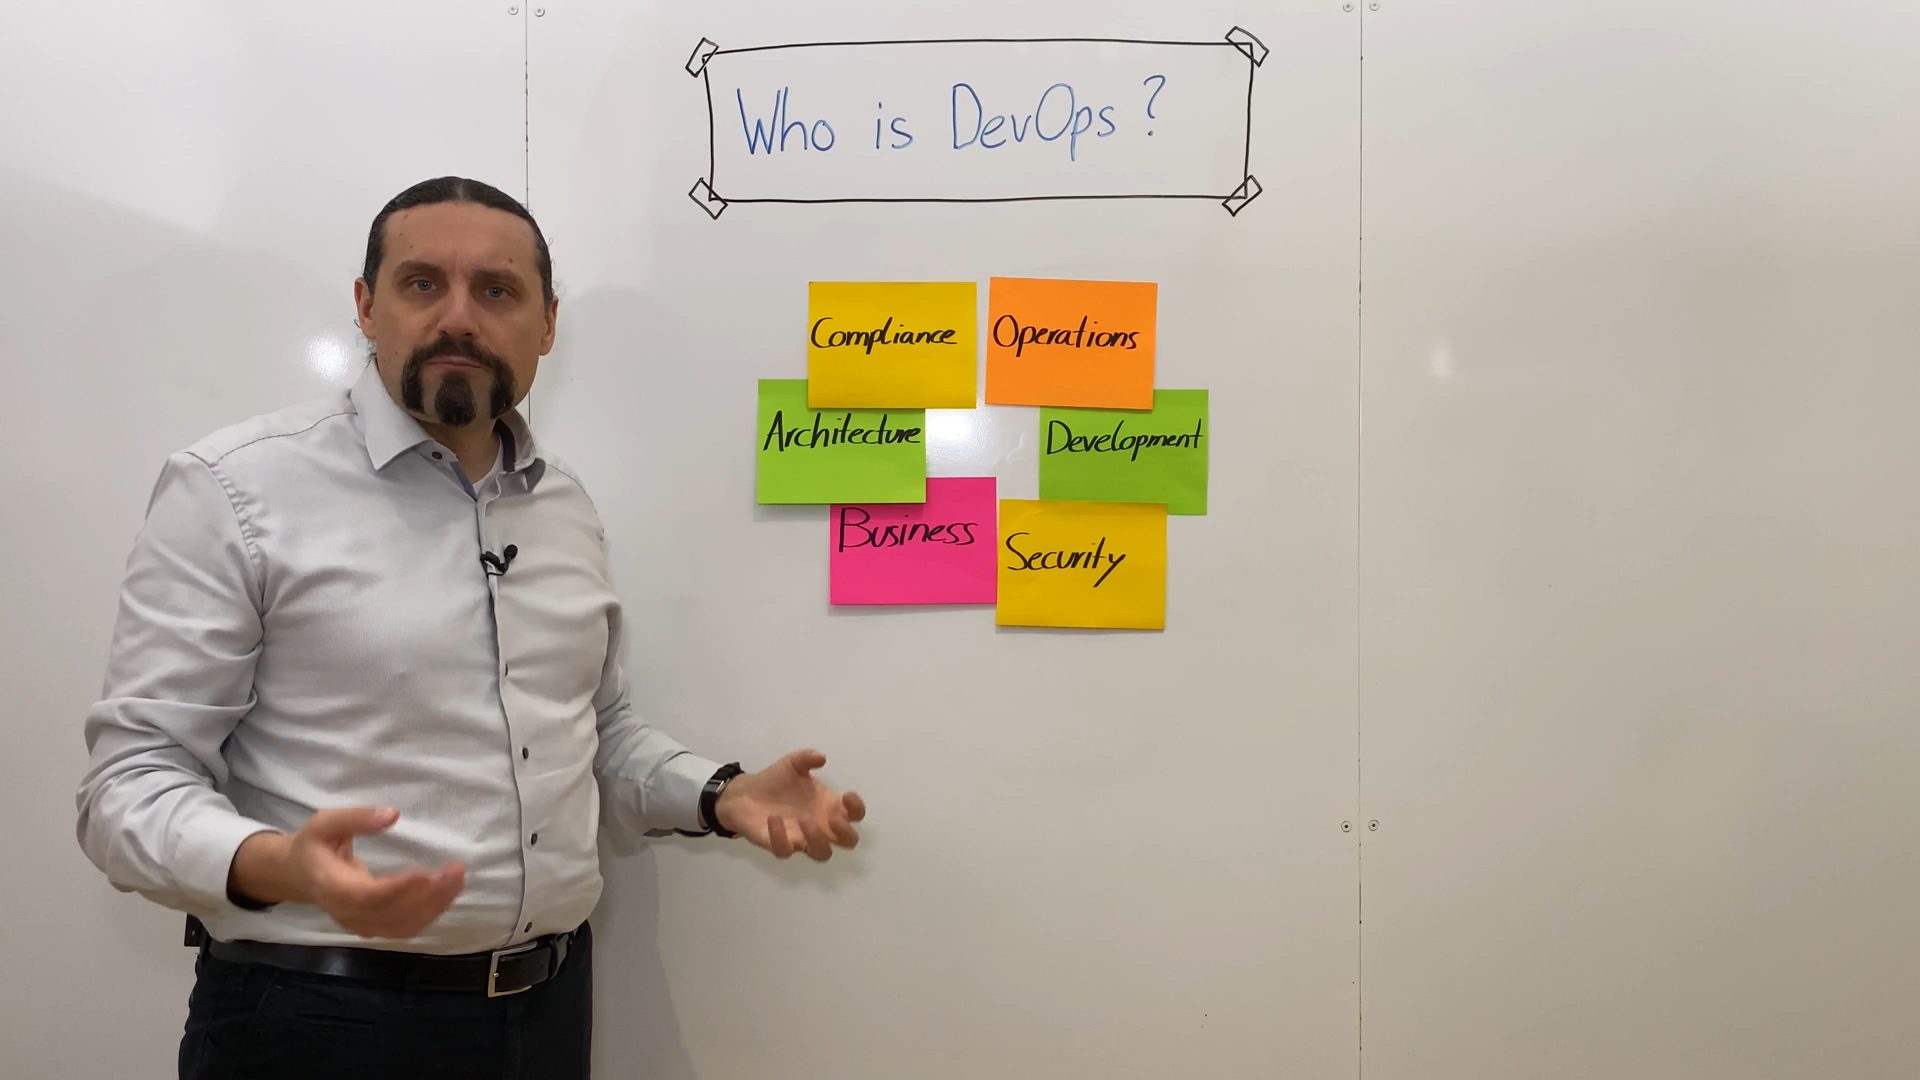 Who is DevOps?
Compliance
Operations
Architecture
Development
Business
Security